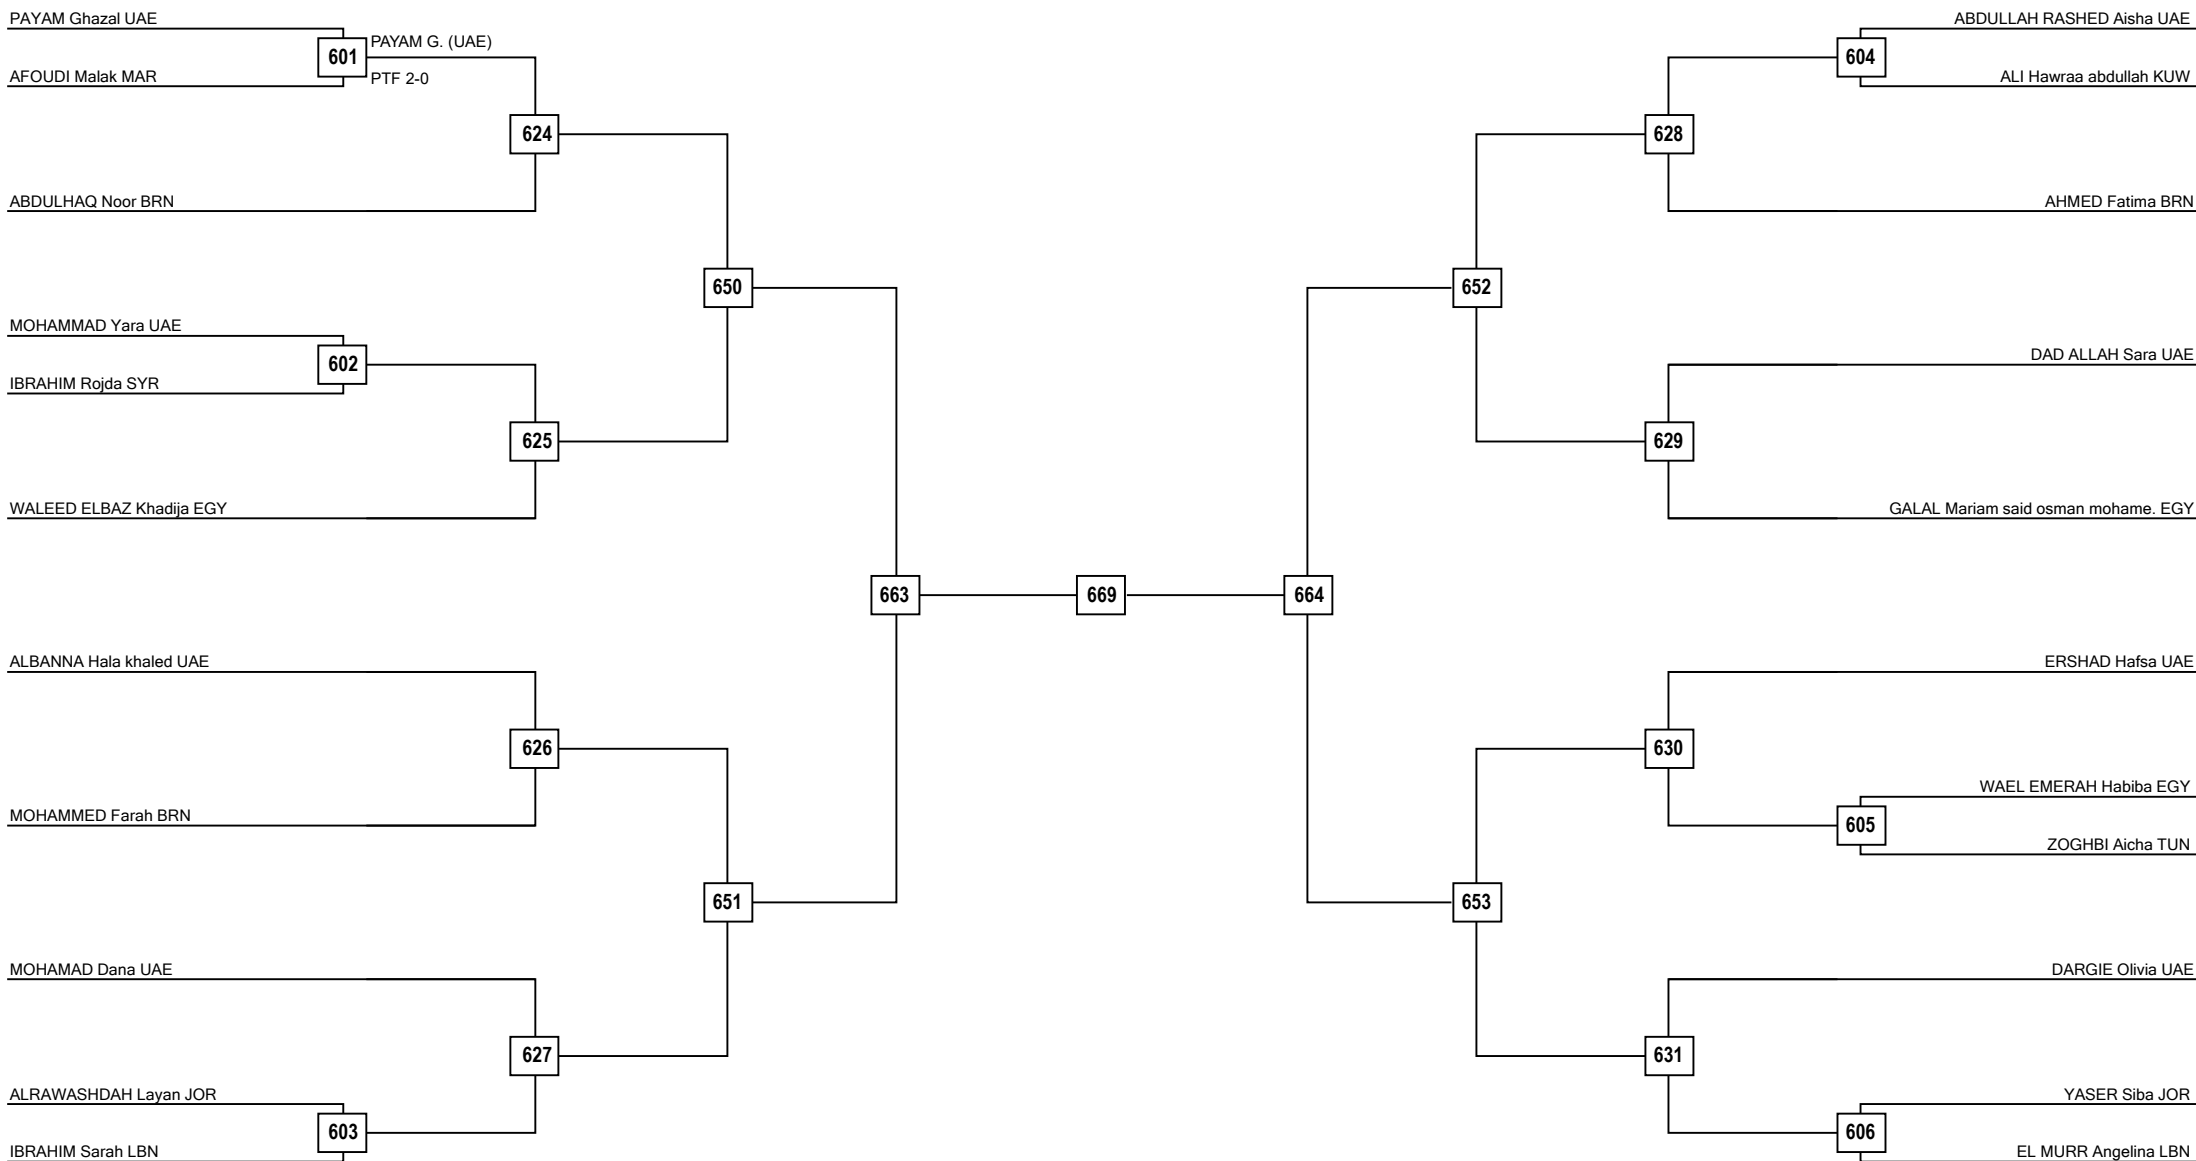 PAYAM Ghazal UAE
601
PAYAM G. (UAE)
AFOUDI Malak MAR
PTF 2-0
624
ABDULHAQ Noor BRN
650
MOHAMMAD Yara UAE
602
IBRAHIM Rojda SYR
625
WALEED ELBAZ Khadija EGY
663
669
664
ALBANNA Hala khaled UAE
626
MOHAMMED Farah BRN
651
MOHAMAD Dana UAE
627
ALRAWASHDAH Layan JOR
603
IBRAHIM Sarah LBN
ABDULLAH RASHED Aisha UAE
604
ALI Hawraa abdullah KUW
628
AHMED Fatima BRN
652
DAD ALLAH Sara UAE
629
GALAL Mariam said osman mohame. EGY
ERSHAD Hafsa UAE
630
WAEL EMERAH Habiba EGY
605
ZOGHBI Aicha TUN
653
DARGIE Olivia UAE
631
YASER Siba JOR
606
EL MURR Angelina LBN